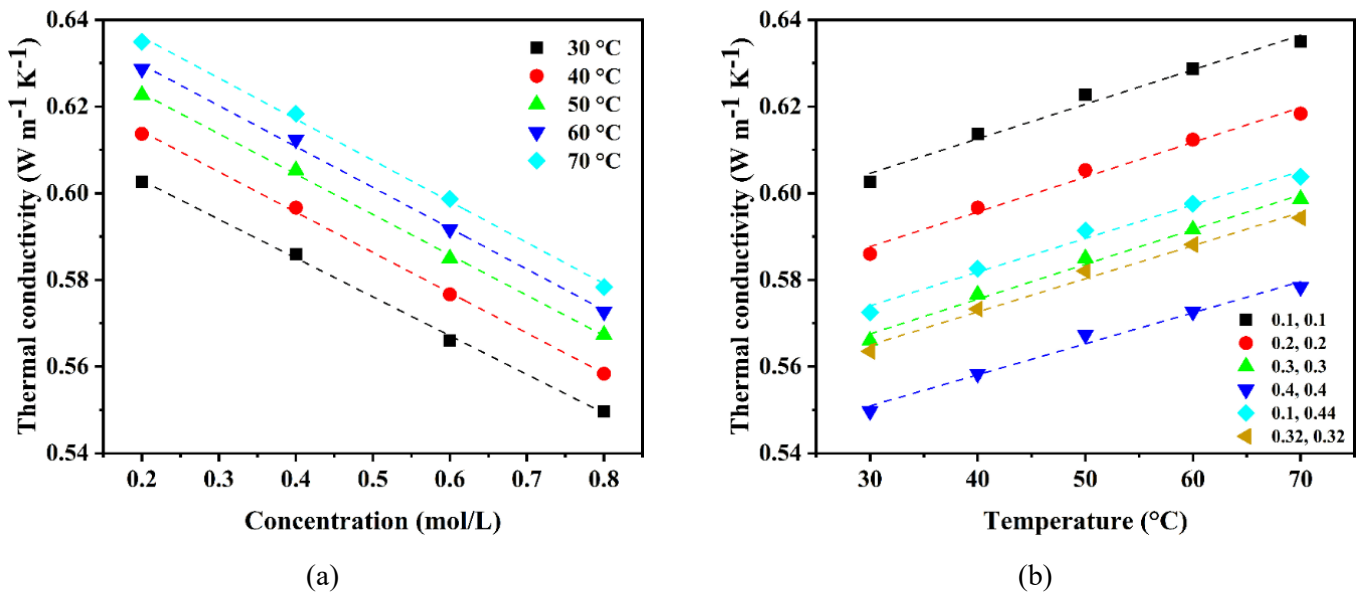 Thermal conductivity (W m⁻¹ K⁻¹)
0.64
0.62
0.60
0.58
0.56
0.54
30 °C
40 °C
50 °C
60 °C
70 °C
0.2 0.3 0.4 0.5 0.6 0.7 0.8
Concentration (mol/L)
(a)
Thermal conductivity (W m⁻¹ K⁻¹)
0.64
0.62
0.60
0.58
0.56
0.54
0.1, 0.1
0.2, 0.2
0.3, 0.3
0.4, 0.4
0.1, 0.44
0.32, 0.32
30 40 50 60 70
Temperature (°C)
(b)